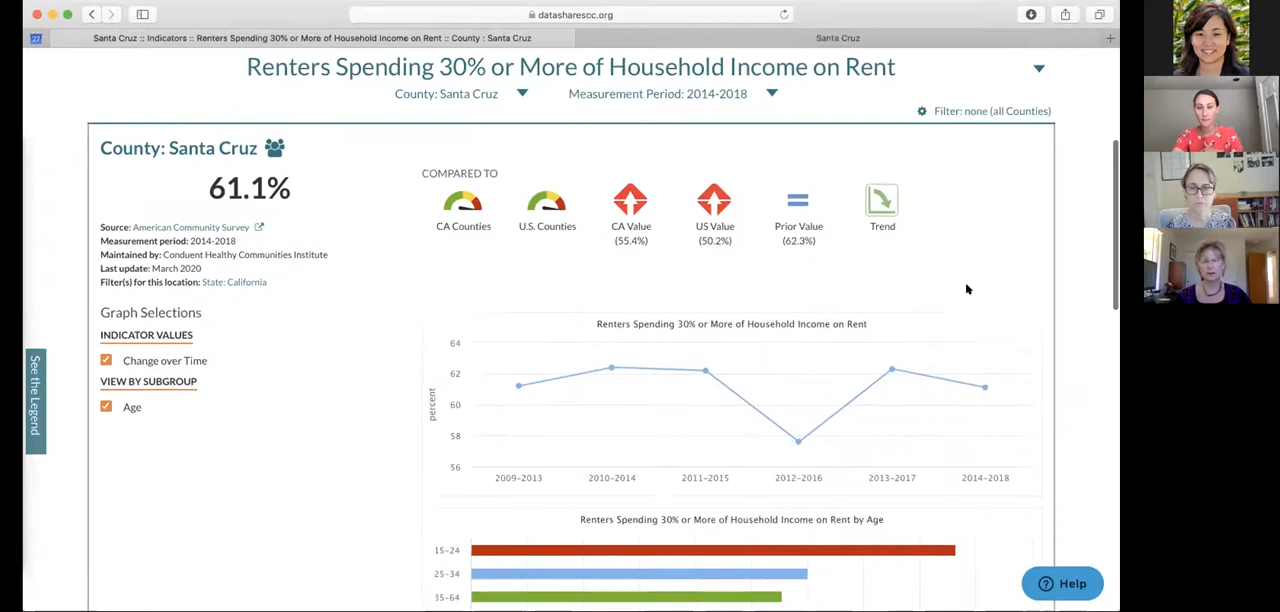 datasharescc.org
Santa Cruz :: Indicators :: Renters Spending 30% or More of Household Income on Rent :: County : Santa Cruz
Santa Cruz
Renters Spending 30% or More of Household Income on Rent
County: Santa Cruz
Measurement Period: 2014-2018
Filter: none (all Counties)
County: Santa Cruz
61.1%
Source: American Community Survey
Measurement period: 2014-2018
Maintained by: Conduent Healthy Communities Institute
Last update: March 2020
Filter(s) for this location: State: California
COMPARED TO
CA Counties
U.S. Counties
CA Value
(55.4%)
US Value
(50.2%)
Prior Value
(62.3%)
Trend
Graph Selections
INDICATOR VALUES
Change over Time
VIEW BY SUBGROUP
Age
See the Legend
Renters Spending 30% or More of Household Income on Rent
percent
64
62
60
58
56
2009-2013
2010-2014
2011-2015
2012-2016
2013-2017
2014-2018
Renters Spending 30% or More of Household Income on Rent by Age
15-24
25-34
35-64
Help